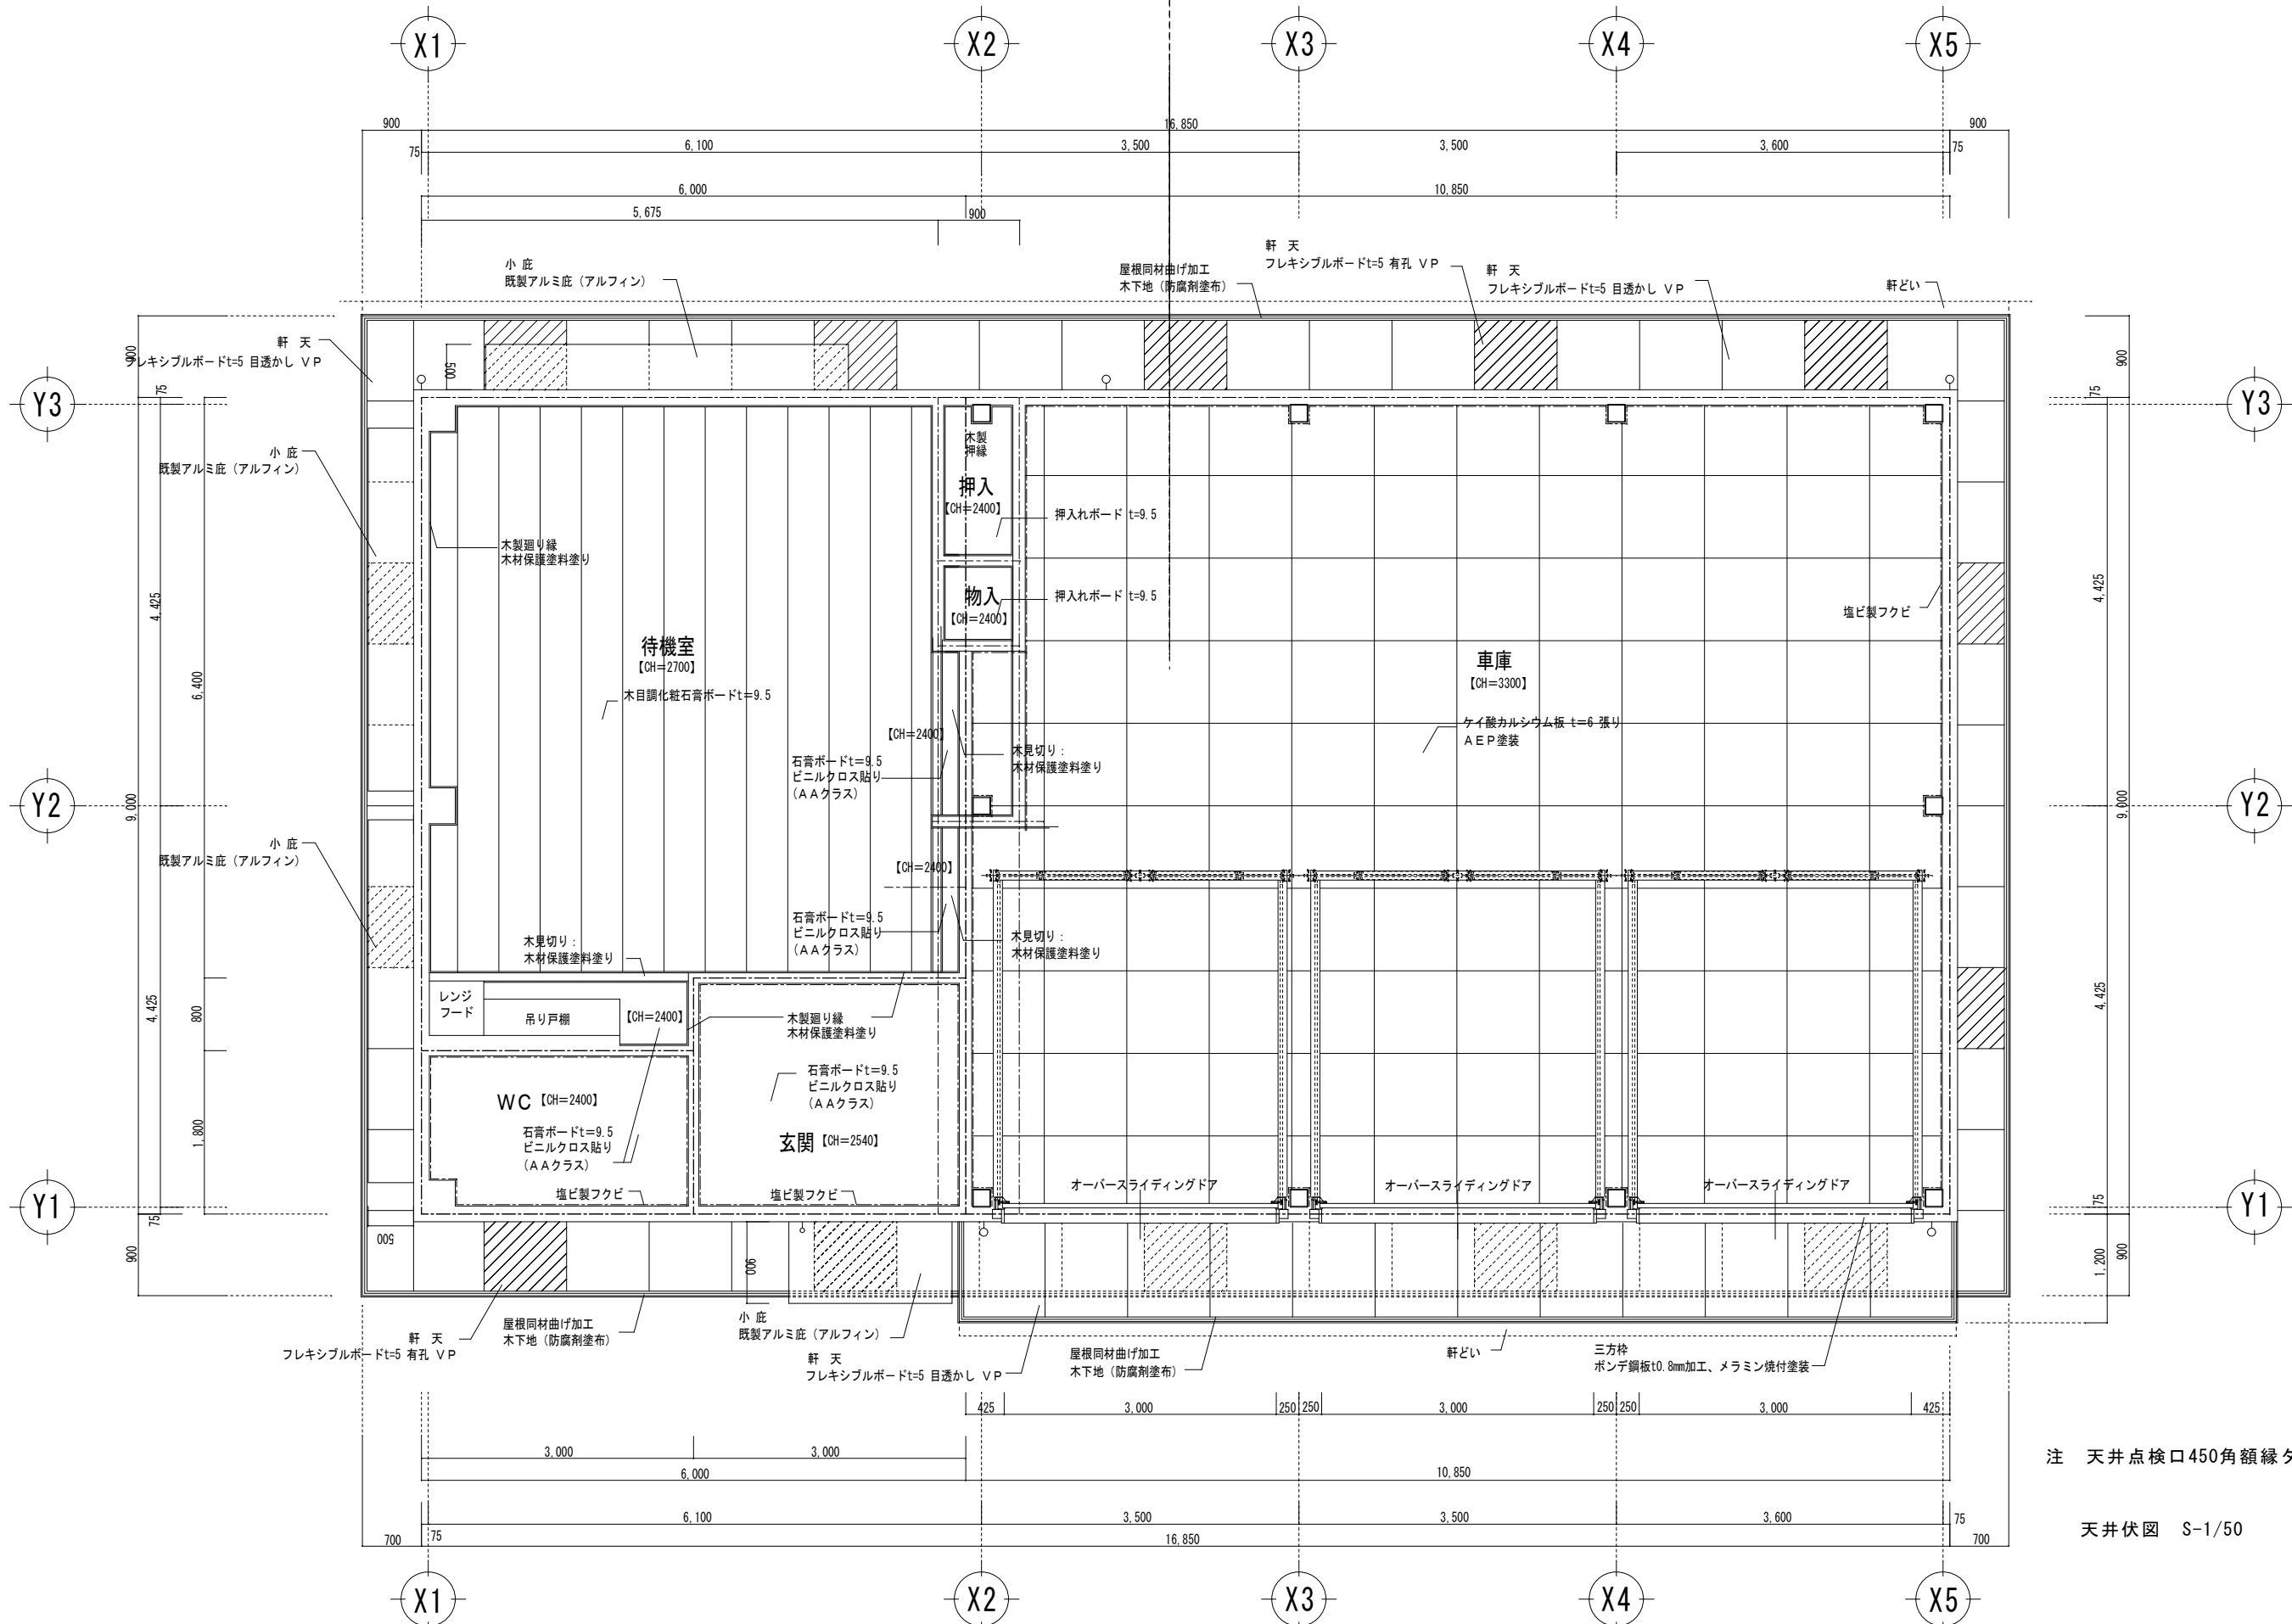 X1
X2
X3
X4
X5
900
16,850
900
75
6,100
3,500
3,500
3,600
75
6,000
10,850
5,675
900
小 庇
既製アルミ庇（アルフィン）
屋根同材曲げ加工
木下地（防腐剤塗布）
軒 天
フレキシブルボードt=5 有孔 ＶＰ
軒 天
フレキシブルボードt=5 目透かし ＶＰ
軒どい
軒 天
フレキシブルボードt=5 目透かし ＶＰ
500
900
75
900
75
Y3
Y3
小 庇
既製アルミ庇（アルフィン）
木製廻り縁
木材保護塗料塗り
木製
押縁
押入
【CH=2400】
押入れボード t=9.5
物入
【CH=2400】
押入れボード t=9.5
塩ビ製フクビ
4,425
6,400
4,425
待機室
【CH=2700】
木目調化粧石膏ボードt=9.5
車庫
【CH=3300】
ケイ酸カルシウム板 t=6 張り
ＡＥＰ塗装
【CH=2400】
石膏ボードt=9.5
ビニルクロス貼り
（ＡＡクラス）
木見切り：
木材保護塗料塗り
Y2
9,000
9,000
Y2
小 庇
既製アルミ庇（アルフィン）
【CH=2400】
石膏ボードt=9.5
ビニルクロス貼り
（ＡＡクラス）
木見切り：
木材保護塗料塗り
木見切り：
木材保護塗料塗り
レンジ
フード
吊り戸棚
【CH=2400】
木製廻り縁
木材保護塗料塗り
4,425
800
4,425
石膏ボードt=9.5
ビニルクロス貼り
（ＡＡクラス）
ＷＣ【CH=2400】
石膏ボードt=9.5
ビニルクロス貼り
（ＡＡクラス）
玄関【CH=2540】
1,800
塩ビ製フクビ
塩ビ製フクビ
オーバースライディングドア
オーバースライディングドア
オーバースライディングドア
Y1
Y1
75
900
500
900
75
1,200
900
軒 天
フレキシブルボードt=5 有孔 ＶＰ
屋根同材曲げ加工
木下地（防腐剤塗布）
小 庇
既製アルミ庇（アルフィン）
軒 天
フレキシブルボードt=5 目透かし ＶＰ
屋根同材曲げ加工
木下地（防腐剤塗布）
軒どい
三方枠
ボンデ鋼板t0.8mm加工、メラミン焼付塗装
425
3,000
250
250
3,000
250
250
3,000
425
3,000
3,000
6,000
10,850
6,100
3,500
3,500
3,600
75
700
75
16,850
700
注 天井点検口450角額縁タ
天井伏図 S-1/50
X1
X2
X3
X4
X5